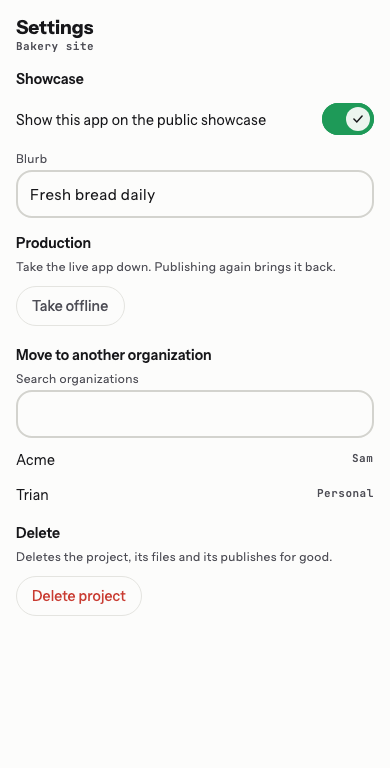 Settings
Bakery site
Showcase
Show this app on the public showcase
Blurb
Fresh bread daily
Production
Take the live app down. Publishing again brings it back.
Take offline
Move to another organization
Search organizations
Acme Sam
Trian Personal
Delete
Deletes the project, its files and its publishes for good.
Delete project